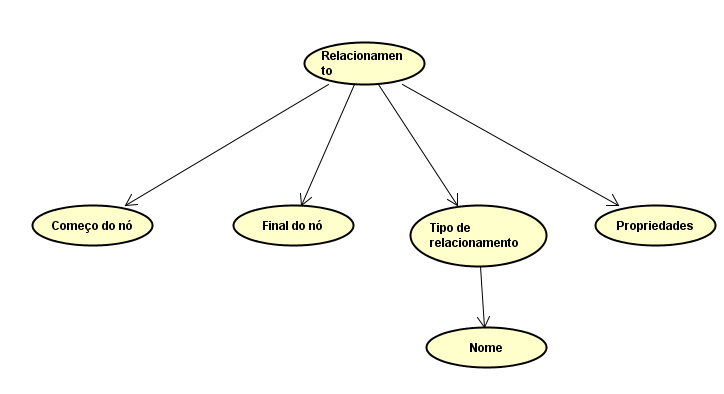 Relacionamen
to
Começo do nó
Final do nó
Tipo de
relacionamento
Propriedades
Nome